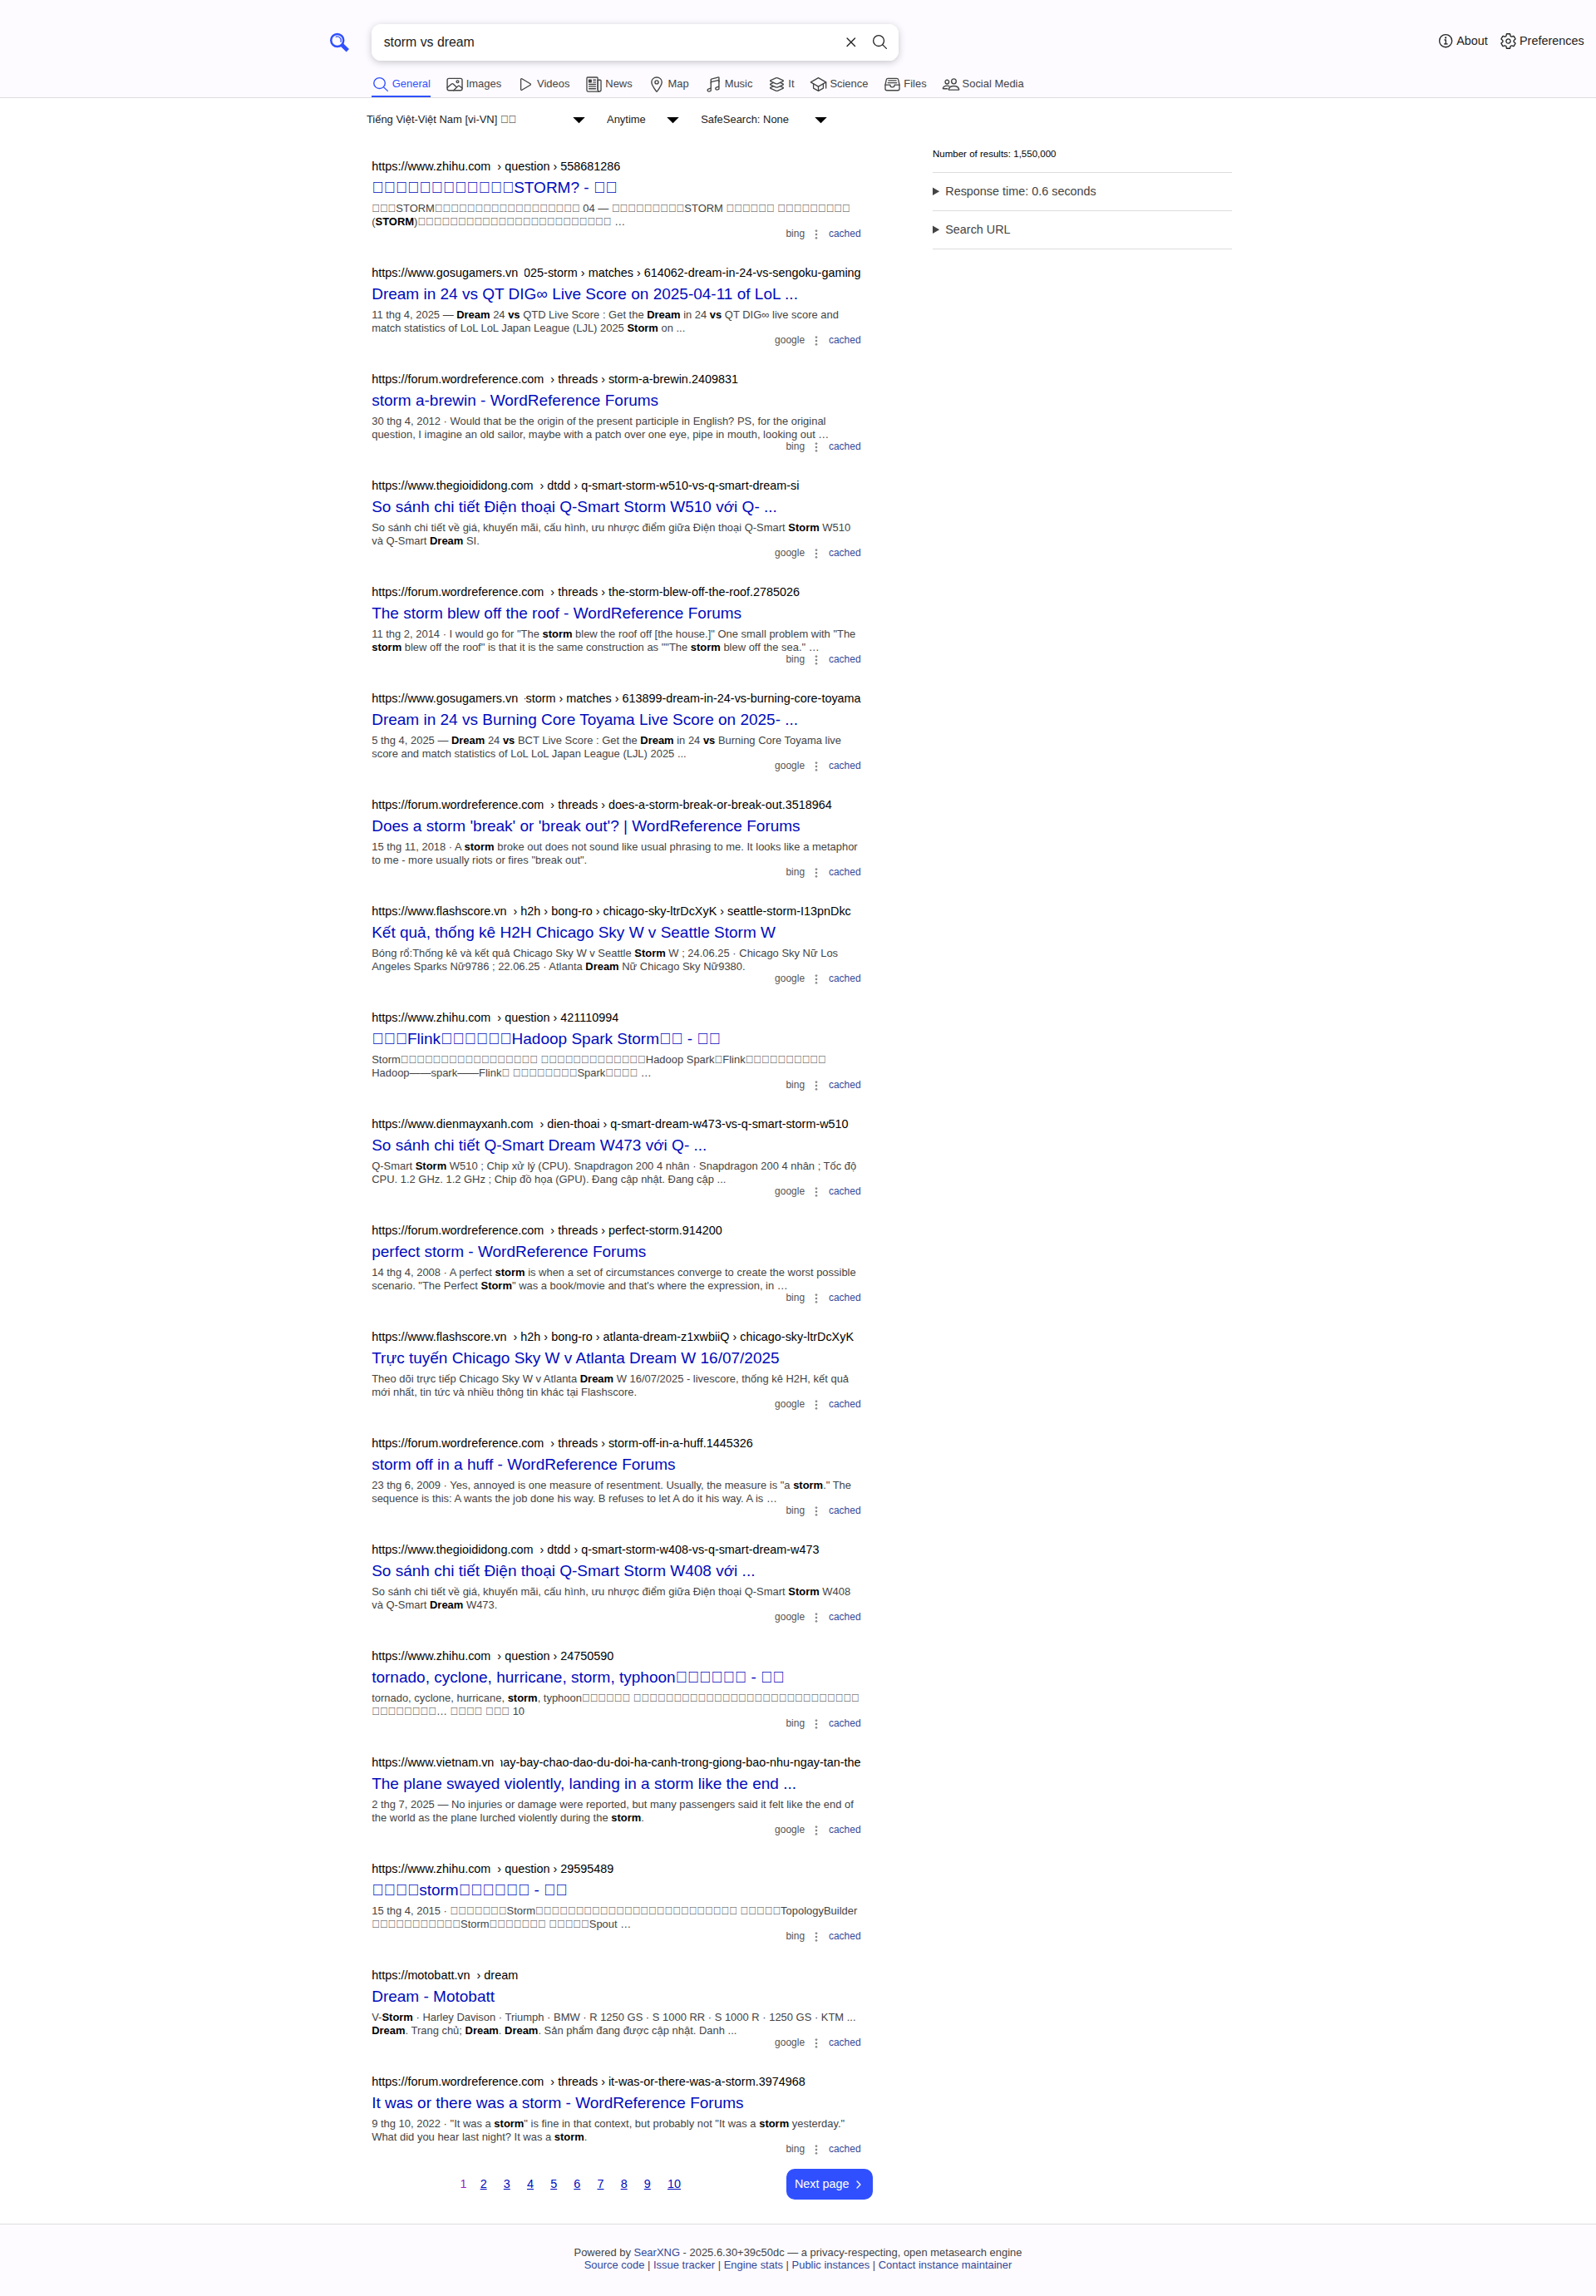 storm vs dream
About
Preferences
General
Images
Videos
News
Map
Music
It
Science
Files
Social Media
Tiếng Việt-Việt Nam [vi-VN]
Anytime
SafeSearch: None
Number of results: 1,550,000
Response time: 0.6 seconds
Search URL
https://www.zhihu.com › question › 558681286
STORM? -
STORM 04 — STORM
(STORM) …
bing cached
https://www.gosugamers.vn 025-storm › matches › 614062-dream-in-24-vs-sengoku-gaming
Dream in 24 vs QT DIG∞ Live Score on 2025-04-11 of LoL ...
11 thg 4, 2025 — Dream 24 vs QTD Live Score : Get the Dream in 24 vs QT DIG∞ live score and
match statistics of LoL LoL Japan League (LJL) 2025 Storm on ...
google cached
https://forum.wordreference.com › threads › storm-a-brewin.2409831
storm a-brewin - WordReference Forums
30 thg 4, 2012 · Would that be the origin of the present participle in English? PS, for the original
question, I imagine an old sailor, maybe with a patch over one eye, pipe in mouth, looking out …
bing cached
https://www.thegioididong.com › dtdd › q-smart-storm-w510-vs-q-smart-dream-si
So sánh chi tiết Điện thoại Q-Smart Storm W510 với Q- ...
So sánh chi tiết về giá, khuyến mãi, cấu hình, ưu nhược điểm giữa Điện thoại Q-Smart Storm W510
và Q-Smart Dream SI.
google cached
https://forum.wordreference.com › threads › the-storm-blew-off-the-roof.2785026
The storm blew off the roof - WordReference Forums
11 thg 2, 2014 · I would go for "The storm blew the roof off [the house.]" One small problem with "The
storm blew off the roof" is that it is the same construction as ""The storm blew off the sea." …
bing cached
https://www.gosugamers.vn storm › matches › 613899-dream-in-24-vs-burning-core-toyama
Dream in 24 vs Burning Core Toyama Live Score on 2025- ...
5 thg 4, 2025 — Dream 24 vs BCT Live Score : Get the Dream in 24 vs Burning Core Toyama live
score and match statistics of LoL LoL Japan League (LJL) 2025 ...
google cached
https://forum.wordreference.com › threads › does-a-storm-break-or-break-out.3518964
Does a storm 'break' or 'break out'? | WordReference Forums
15 thg 11, 2018 · A storm broke out does not sound like usual phrasing to me. It looks like a metaphor
to me - more usually riots or fires "break out".
bing cached
https://www.flashscore.vn › h2h › bong-ro › chicago-sky-ltrDcXyK › seattle-storm-I13pnDkc
Kết quả, thống kê H2H Chicago Sky W v Seattle Storm W
Bóng rổ:Thống kê và kết quả Chicago Sky W v Seattle Storm W ; 24.06.25 · Chicago Sky Nữ Los
Angeles Sparks Nữ9786 ; 22.06.25 · Atlanta Dream Nữ Chicago Sky Nữ9380.
google cached
https://www.zhihu.com › question › 421110994
Flink Hadoop Spark Storm -
Storm Hadoop Spark Flink
Hadoop——spark——Flink Spark …
bing cached
https://www.dienmayxanh.com › dien-thoai › q-smart-dream-w473-vs-q-smart-storm-w510
So sánh chi tiết Q-Smart Dream W473 với Q- ...
Q-Smart Storm W510 ; Chip xử lý (CPU). Snapdragon 200 4 nhân · Snapdragon 200 4 nhân ; Tốc độ
CPU. 1.2 GHz. 1.2 GHz ; Chip đồ họa (GPU). Đang cập nhật. Đang cập ...
google cached
https://forum.wordreference.com › threads › perfect-storm.914200
perfect storm - WordReference Forums
14 thg 4, 2008 · A perfect storm is when a set of circumstances converge to create the worst possible
scenario. "The Perfect Storm" was a book/movie and that's where the expression, in …
bing cached
https://www.flashscore.vn › h2h › bong-ro › atlanta-dream-z1xwbiiQ › chicago-sky-ltrDcXyK
Trực tuyến Chicago Sky W v Atlanta Dream W 16/07/2025
Theo dõi trực tiếp Chicago Sky W v Atlanta Dream W 16/07/2025 - livescore, thống kê H2H, kết quả
mới nhất, tin tức và nhiều thông tin khác tại Flashscore.
google cached
https://forum.wordreference.com › threads › storm-off-in-a-huff.1445326
storm off in a huff - WordReference Forums
23 thg 6, 2009 · Yes, annoyed is one measure of resentment. Usually, the measure is "a storm." The
sequence is this: A wants the job done his way. B refuses to let A do it his way. A is …
bing cached
https://www.thegioididong.com › dtdd › q-smart-storm-w408-vs-q-smart-dream-w473
So sánh chi tiết Điện thoại Q-Smart Storm W408 với ...
So sánh chi tiết về giá, khuyến mãi, cấu hình, ưu nhược điểm giữa Điện thoại Q-Smart Storm W408
và Q-Smart Dream W473.
google cached
https://www.zhihu.com › question › 24750590
tornado, cyclone, hurricane, storm, typhoon -
tornado, cyclone, hurricane, storm, typhoon
… 10
bing cached
https://www.vietnam.vn ay-bay-chao-dao-du-doi-ha-canh-trong-giong-bao-nhu-ngay-tan-the
The plane swayed violently, landing in a storm like the end ...
2 thg 7, 2025 — No injuries or damage were reported, but many passengers said it felt like the end of
the world as the plane lurched violently during the storm.
google cached
https://www.zhihu.com › question › 29595489
storm -
15 thg 4, 2015 · Storm TopologyBuilder
Storm Spout …
bing cached
https://motobatt.vn › dream
Dream - Motobatt
V-Storm · Harley Davison · Triumph · BMW · R 1250 GS · S 1000 RR · S 1000 R · 1250 GS · KTM ...
Dream. Trang chủ; Dream. Dream. Sản phẩm đang được cập nhật. Danh ...
google cached
https://forum.wordreference.com › threads › it-was-or-there-was-a-storm.3974968
It was or there was a storm - WordReference Forums
9 thg 10, 2022 · "It was a storm" is fine in that context, but probably not "It was a storm yesterday."
What did you hear last night? It was a storm.
bing cached
1 2 3 4 5 6 7 8 9 10
Next page
Powered by SearXNG - 2025.6.30+39c50dc — a privacy-respecting, open metasearch engine
Source code | Issue tracker | Engine stats | Public instances | Contact instance maintainer